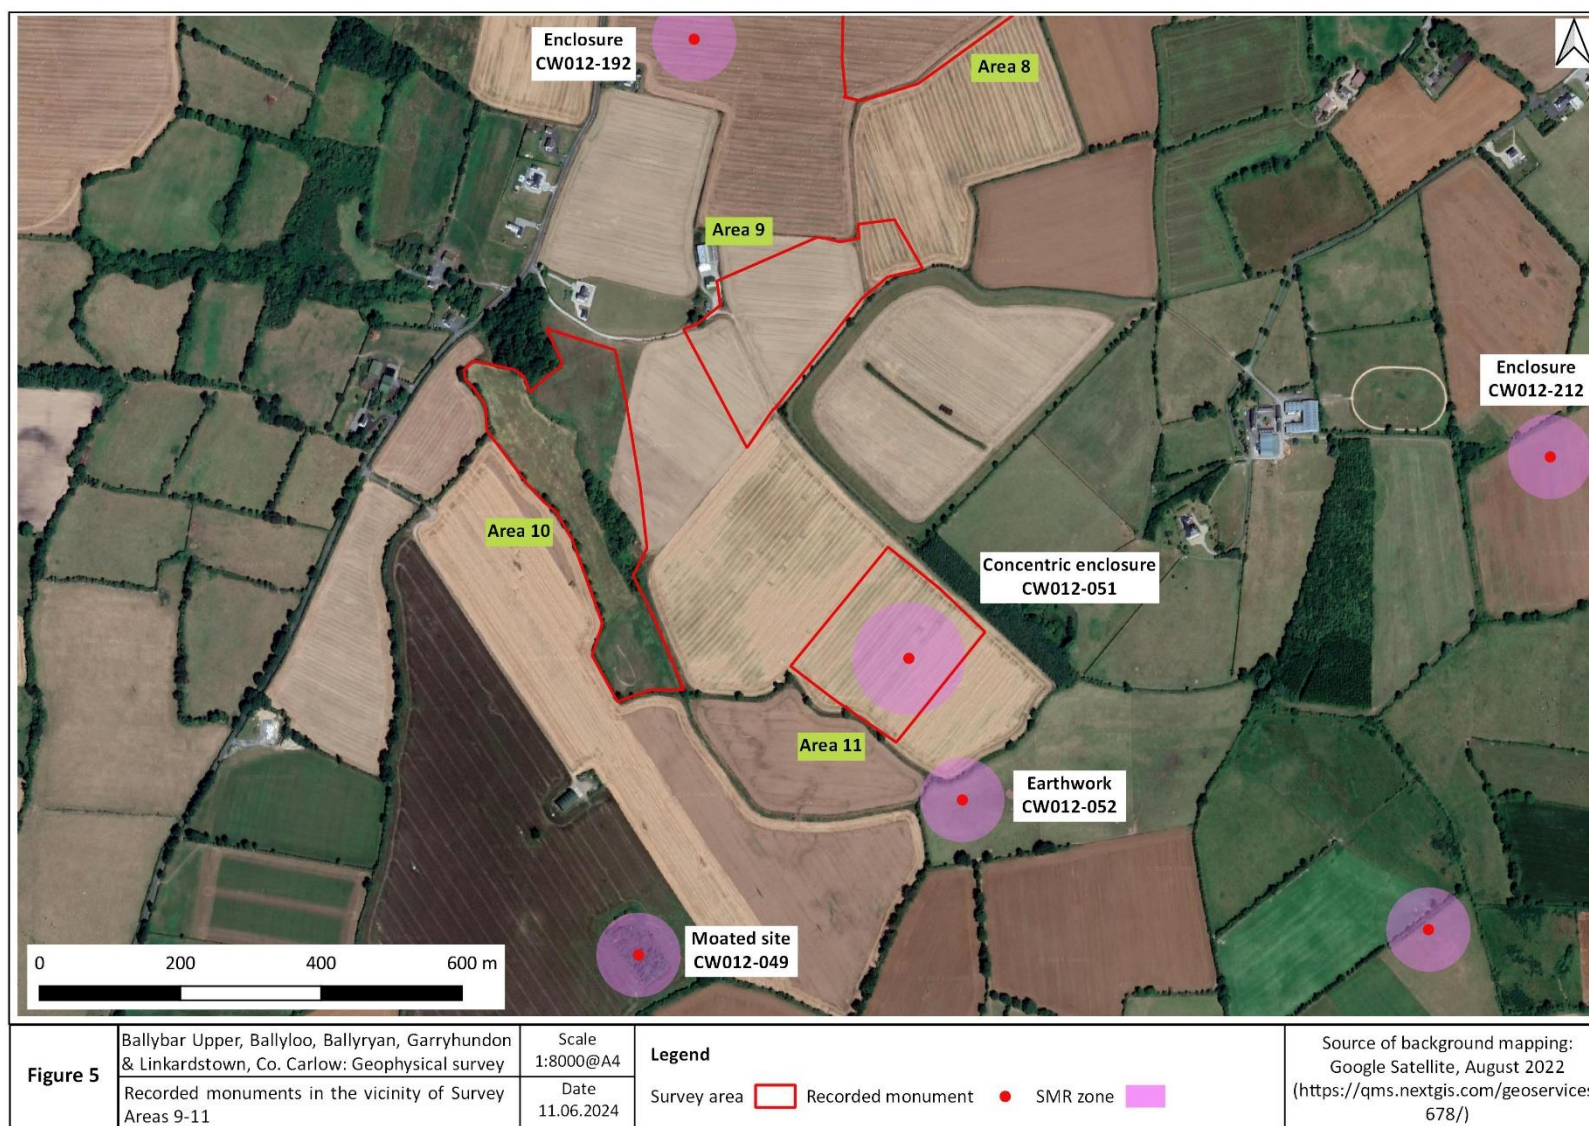 Enclosure
CW012-192
Area 8
Area 9
Enclosure
CW012-212
Area 10
Concentric enclosure
CW012-051
Area 11
Earthwork
CW012-052
Moated site
CW012-049
0 200 400 600 m
Figure 5
Ballybar Upper, Ballyloo, Ballyryan, Garryhundon
& Linkardstown, Co. Carlow: Geophysical survey
Recorded monuments in the vicinity of Survey
Areas 9-11
Scale
1:8000@A4
Date
11.06.2024
Legend
Survey area Recorded monument SMR zone
Source of background mapping:
Google Satellite, August 2022
(https://qms.nextgis.com/geoservices
678/)